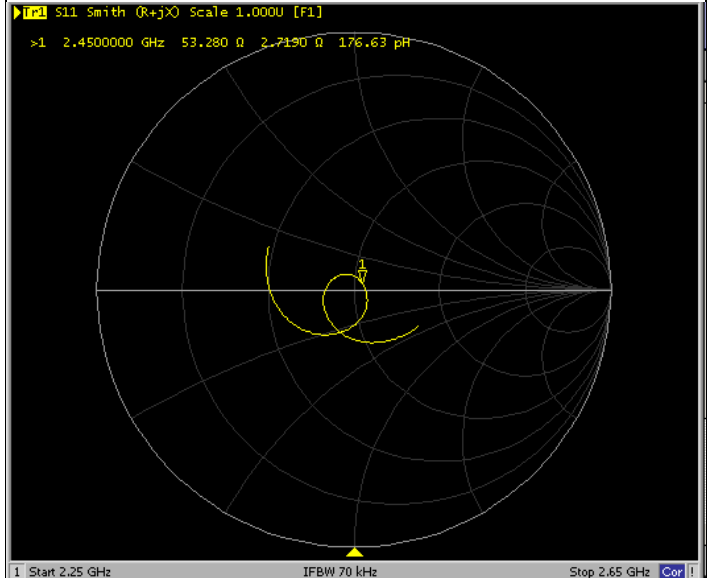 Tr1 S11 Smith (R+jX) Scale 1.000U [F1]
>1 2.4500000 GHz 53.280 Ω 2.7190 Ω 176.63 pH
1
1 Start 2.25 GHz IFBW 70 kHz Stop 2.65 GHz Cor !